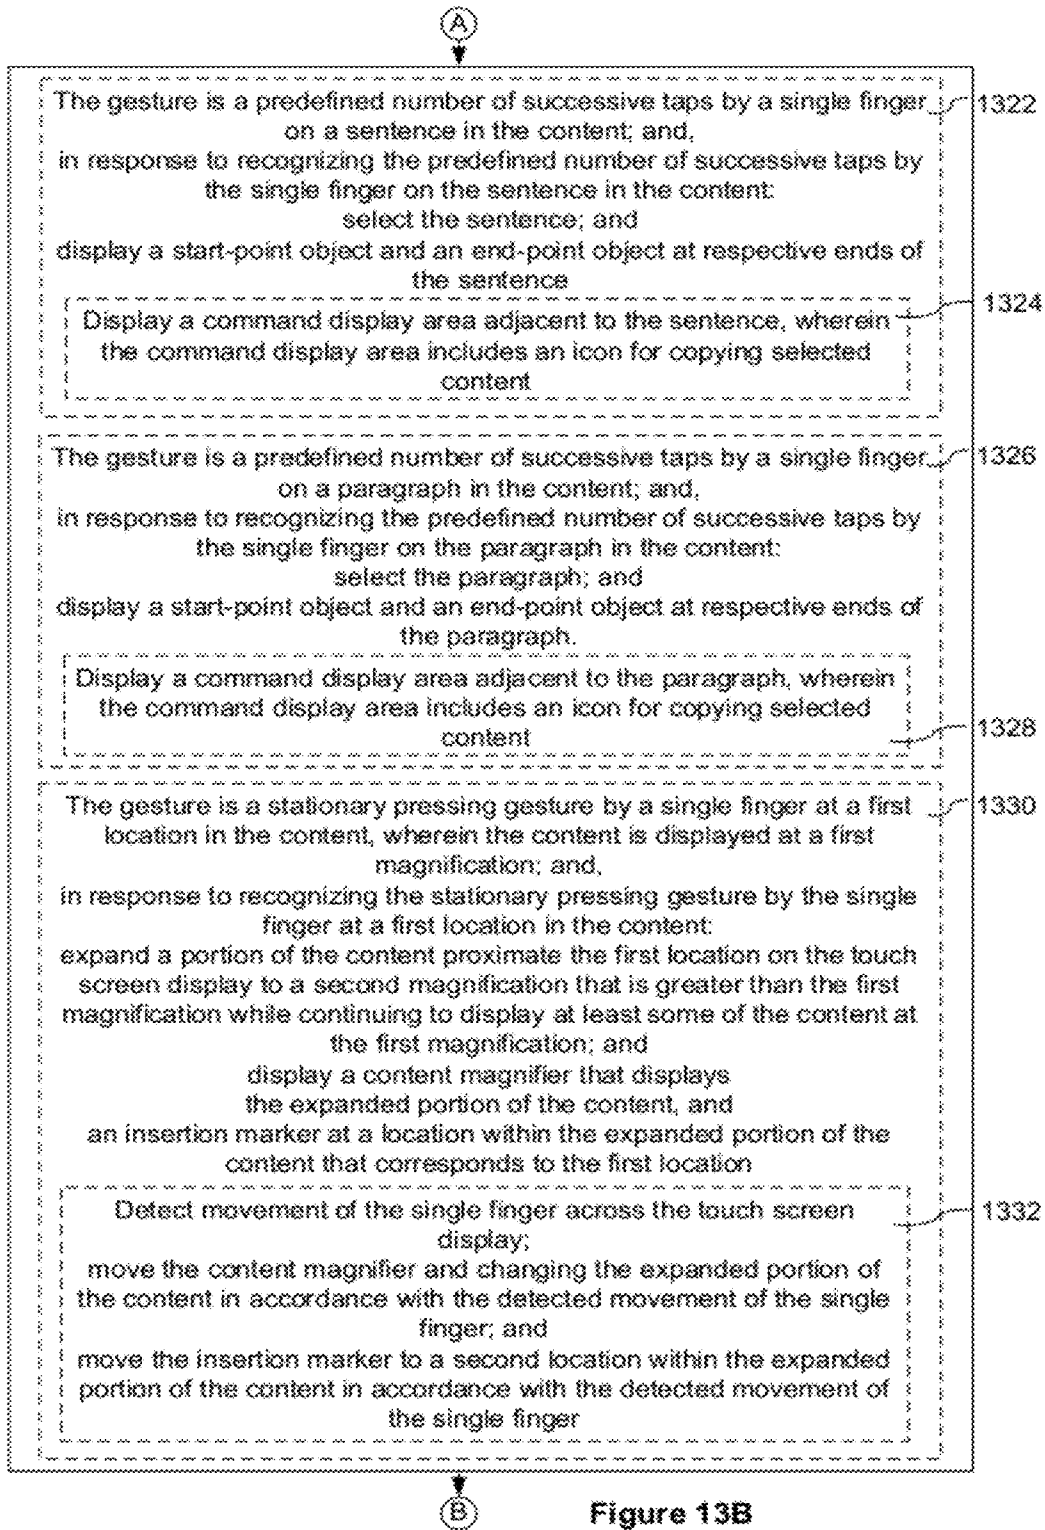 A
The gesture is a predefined number of successive taps by a single finger
1322
on a sentence in the content; and,
in response to recognizing the predefined number of successive taps by
the single finger on the sentence in the content:
select the sentence; and
display a start-point object and an end-point object at respective ends of
the sentence
1324
Display a command display area adjacent to the sentence, wherein
the command display area includes an icon for copying selected
content
The gesture is a predefined number of successive taps by a single finger
1326
on a paragraph in the content; and,
in response to recognizing the predefined number of successive taps by
the single finger on the paragraph in the content:
select the paragraph; and
display a start-point object and an end-point object at respective ends of
the paragraph.
Display a command display area adjacent to the paragraph, wherein
the command display area includes an icon for copying selected
content
1328
The gesture is a stationary pressing gesture by a single finger at a first
1330
location in the content, wherein the content is displayed at a first
magnification; and,
in response to recognizing the stationary pressing gesture by the single
finger at a first location in the content:
expand a portion of the content proximate the first location on the touch
screen display to a second magnification that is greater than the first
magnification while continuing to display at least some of the content at
the first magnification; and
display a content magnifier that displays
the expanded portion of the content, and
an insertion marker at a location within the expanded portion of the
content that corresponds to the first location
Detect movement of the single finger across the touch screen
1332
display;
move the content magnifier and changing the expanded portion of
the content in accordance with the detected movement of the single
finger; and
move the insertion marker to a second location within the expanded
portion of the content in accordance with the detected movement of
the single finger
B
Figure 13B